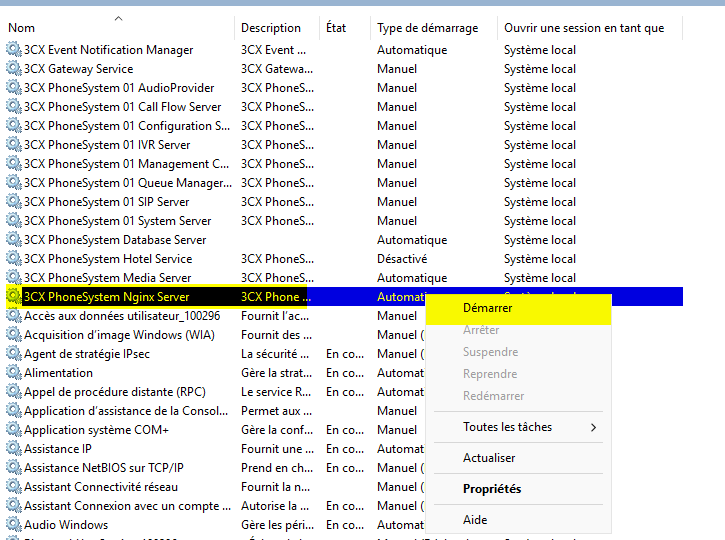 Nom Description État Type de démarrage Ouvrir une session en tant que
3CX Event Notification Manager 3CX Event ... Automatique Système local
3CX Gateway Service 3CX Gatewa... Manuel Système local
3CX PhoneSystem 01 AudioProvider 3CX PhoneS... Manuel Système local
3CX PhoneSystem 01 Call Flow Server 3CX PhoneS... Manuel Système local
3CX PhoneSystem 01 Configuration S... 3CX PhoneS... Manuel Système local
3CX PhoneSystem 01 IVR Server 3CX PhoneS... Manuel Système local
3CX PhoneSystem 01 Management C... 3CX PhoneS... Manuel Système local
3CX PhoneSystem 01 Queue Manager... 3CX PhoneS... Manuel Système local
3CX PhoneSystem 01 SIP Server 3CX PhoneS... Manuel Système local
3CX PhoneSystem 01 System Server 3CX PhoneS... Manuel Système local
3CX PhoneSystem Database Server Automatique Système local
3CX PhoneSystem Hotel Service 3CX PhoneS... Désactivé Système local
3CX PhoneSystem Media Server 3CX PhoneS... Automatique Système local
3CX PhoneSystem Nginx Server 3CX Phone ... Automati
Démarrer
Accès aux données utilisateur_100296 Fournit l'ac... Manuel
Arrêter
Acquisition d'image Windows (WIA) Fournit des ... Manuel (
Suspendre
Agent de stratégie IPsec La sécurité ... En co... Manuel (
Reprendre
Alimentation Gère la strat... En co... Automat
Redémarrer
Appel de procédure distante (RPC) Le service R... En co... Automat
Application d'assistance de la Consol... Permet aux ... Manuel
Toutes les tâches
Application système COM+ Gère la conf... En co... Manuel
Assistance IP Fournit une ... En co... Automat
Actualiser
Assistance NetBIOS sur TCP/IP Prend en ch... En co... Manuel (
Assistant Connectivité réseau Fournit la n... Manuel (
Propriétés
Assistant Connexion avec un compte ... Autorise la ... En co... Manuel (
Audio Windows Gère les péri... En co... Automat
Aide